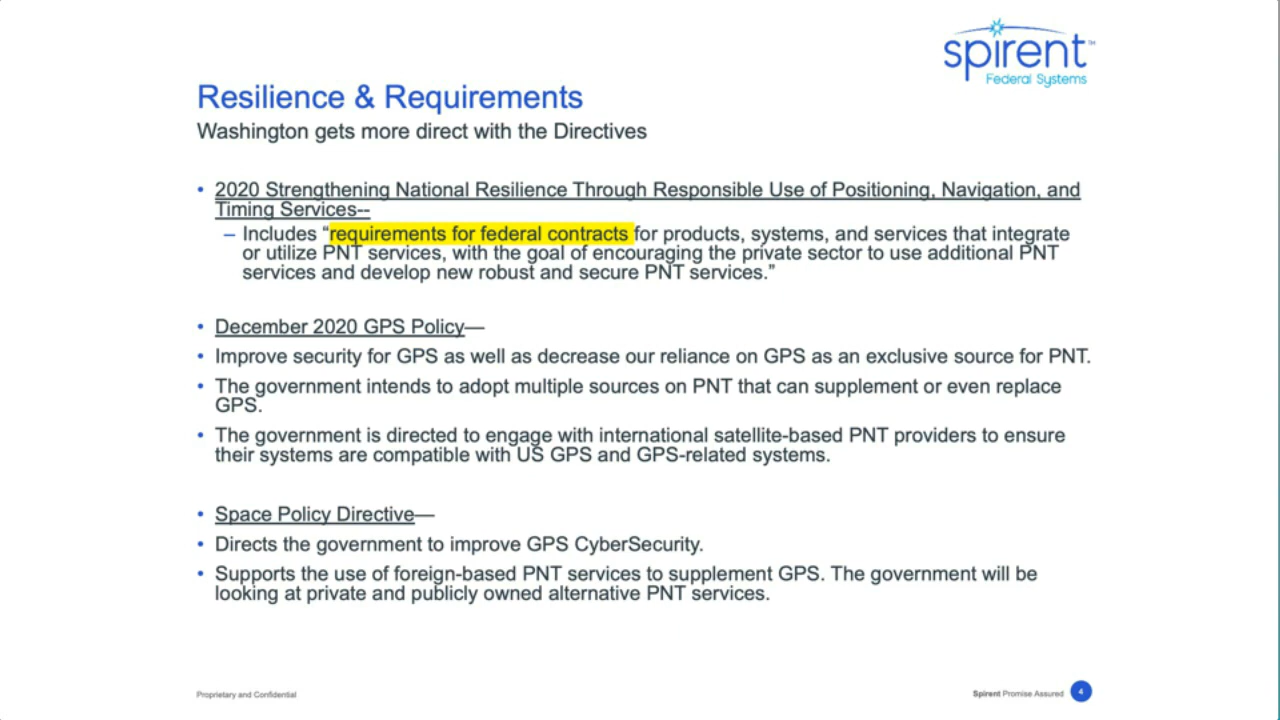 spirent™
Federal Systems
Resilience & Requirements
Washington gets more direct with the Directives
• 2020 Strengthening National Resilience Through Responsible Use of Positioning, Navigation, and
Timing Services--
– Includes “requirements for federal contracts for products, systems, and services that integrate
or utilize PNT services, with the goal of encouraging the private sector to use additional PNT
services and develop new robust and secure PNT services.”
• December 2020 GPS Policy—
• Improve security for GPS as well as decrease our reliance on GPS as an exclusive source for PNT.
• The government intends to adopt multiple sources on PNT that can supplement or even replace
GPS.
• The government is directed to engage with international satellite-based PNT providers to ensure
their systems are compatible with US GPS and GPS-related systems.
• Space Policy Directive—
• Directs the government to improve GPS CyberSecurity.
• Supports the use of foreign-based PNT services to supplement GPS. The government will be
looking at private and publicly owned alternative PNT services.
Proprietary and Confidential
Spirent Promise Assured 4